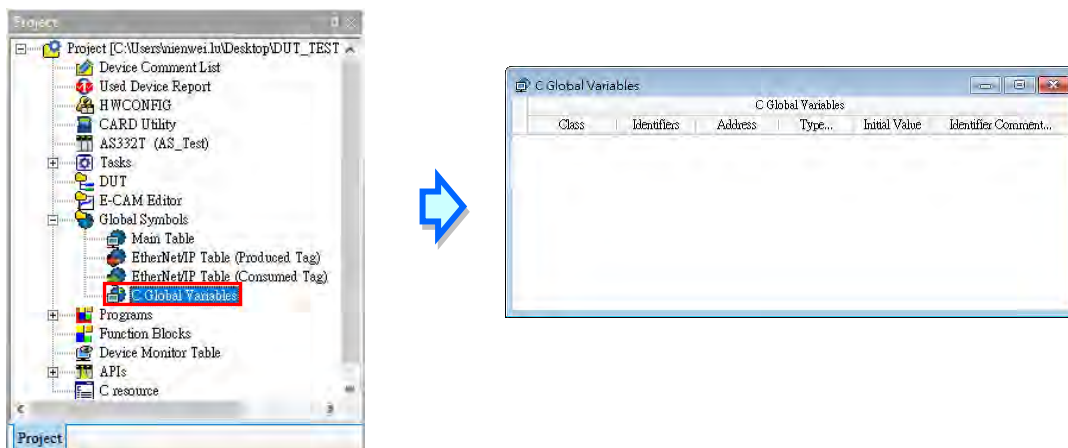 Project
Project [C:\Users\nienwei.lu\Desktop\DUT_TEST
Device Comment List
Used Device Report
HWCONFIG
CARD Utility
AS332T (AS_Test)
Tasks
DUT
E-CAM Editor
Global Symbols
Main Table
EtherNet/IP Table (Produced Tag)
EtherNet/IP Table (Consumed Tag)
C Global Variables
Programs
Function Blocks
Device Monitor Table
APIs
C resource
Project
C Global Variables
C Global Variables
Class Identifiers Address Type... Initial Value Identifier Comment...